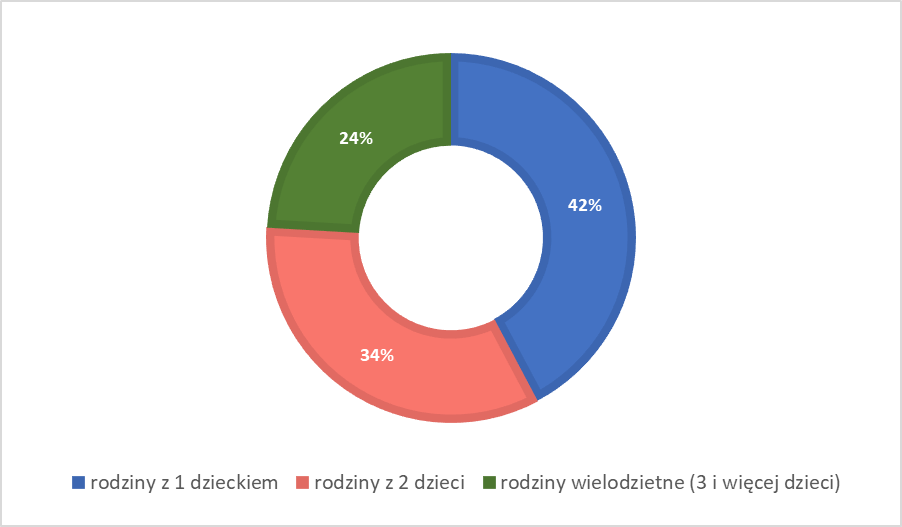 24%
42%
34%
rodziny z 1 dzieckiem rodziny z 2 dzieci rodziny wielodzietne (3 i więcej dzieci)